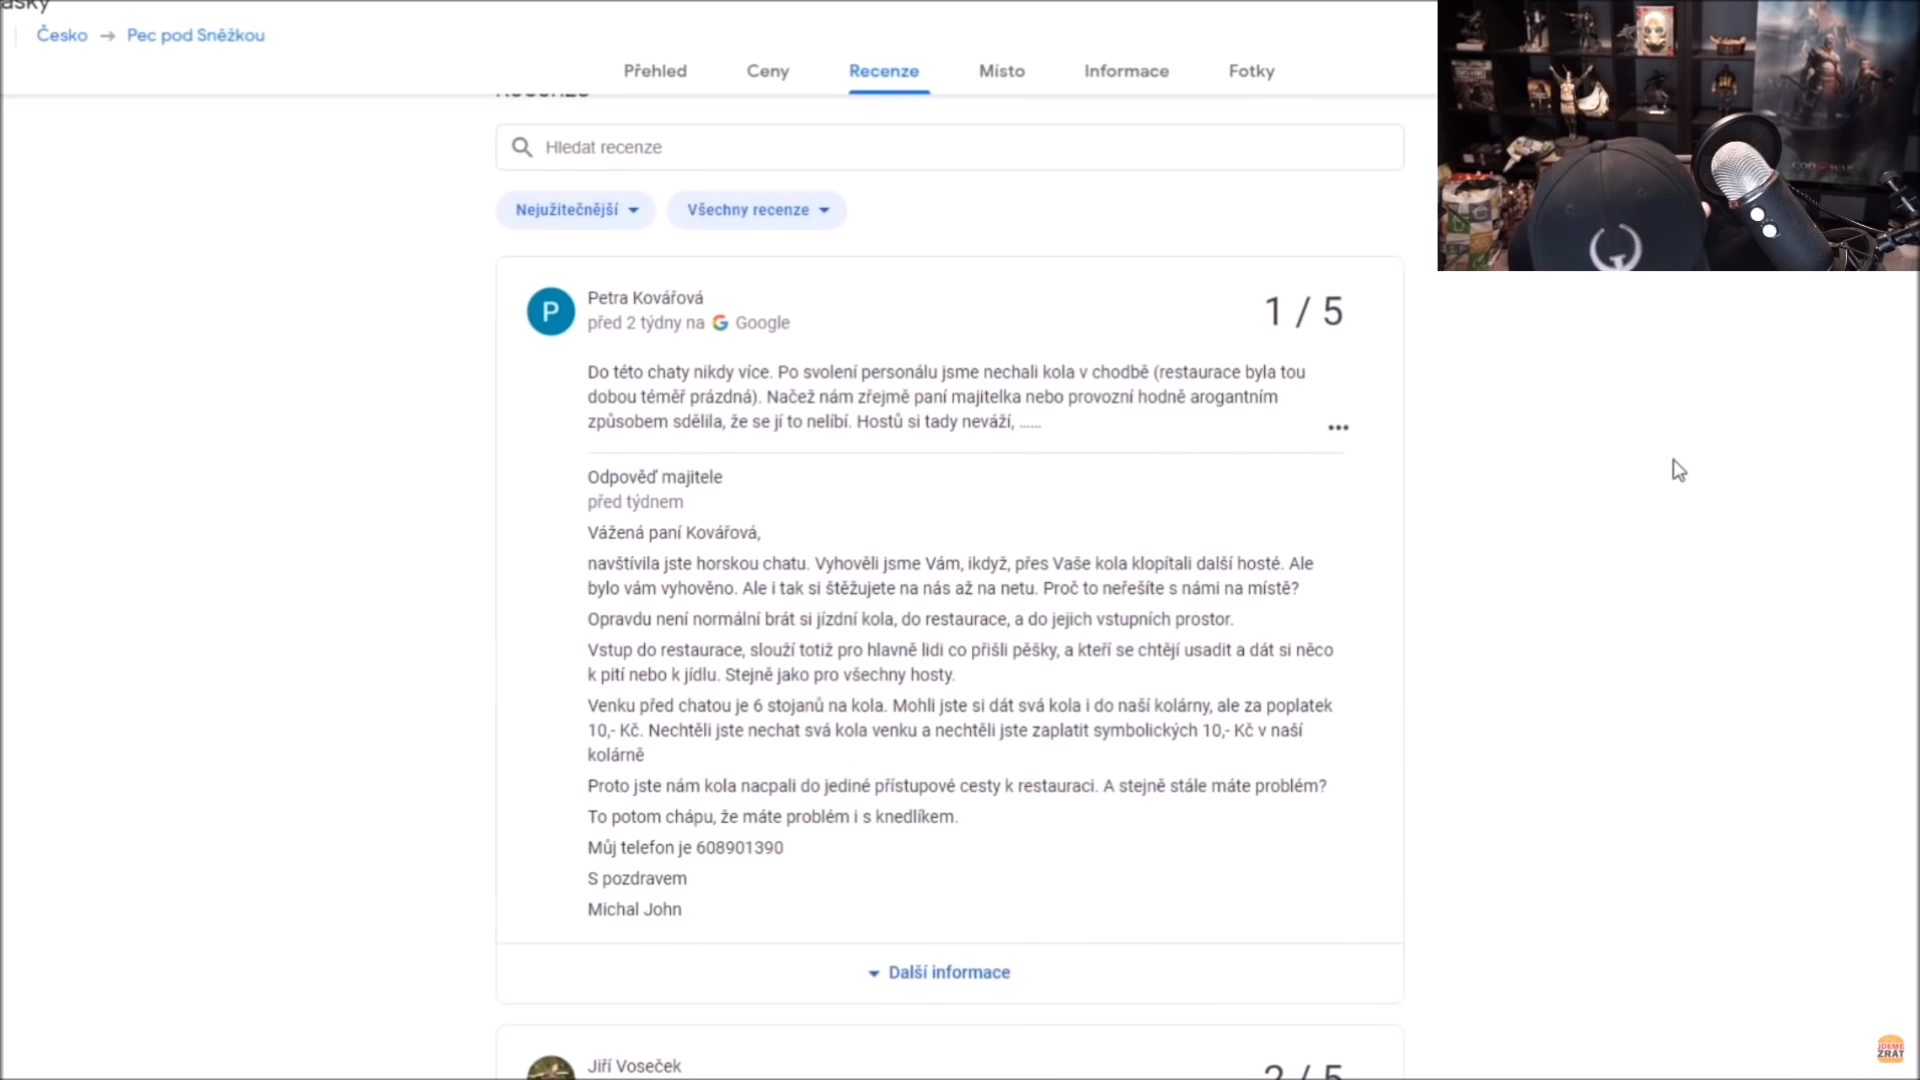 Česko → Pec pod Sněžkou
Přehled Ceny Recenze Místo Informace Fotky
Hledat recenze
Nejužitečnější Všechny recenze
P
Petra Kovářová
1 / 5
před 2 týdny na Google
Do této chaty nikdy více. Po svolení personálu jsme nechali kola v chodbě (restaurace byla tou
dobou téměř prázdná). Načež nám zřejmě paní majitelka nebo provozní hodně arogantním
způsobem sdělila, že se jí to nelíbí. Hostů si tady neváží, ......
Odpověď majitele
před týdnem
Vážená paní Kovářová,
navštívila jste horskou chatu. Vyhověli jsme Vám, ikdyž, přes Vaše kola klopítali další hosté. Ale
bylo vám vyhověno. Ale i tak si štěžujete na nás až na netu. Proč to neřešíte s námi na místě?
Opravdu není normální brát si jízdní kola, do restaurace, a do jejich vstupních prostor.
Vstup do restaurace, slouží totiž pro hlavně lidi co přišli pěšky, a kteří se chtějí usadit a dát si něco
k pití nebo k jídlu. Stejně jako pro všechny hosty.
Venku před chatou je 6 stojanů na kola. Mohli jste si dát svá kola i do naší kolárny, ale za poplatek
10,- Kč. Nechtěli jste nechat svá kola venku a nechtěli jste zaplatit symbolických 10,- Kč v naší
kolárně
Proto jste nám kola nacpali do jediné přístupové cesty k restauraci. A stejně stále máte problém?
To potom chápu, že máte problém i s knedlíkem.
Můj telefon je 608901390
S pozdravem
Michal John
Další informace
Jiří Voseček
2 / 5
JDEME
ŽRÁT